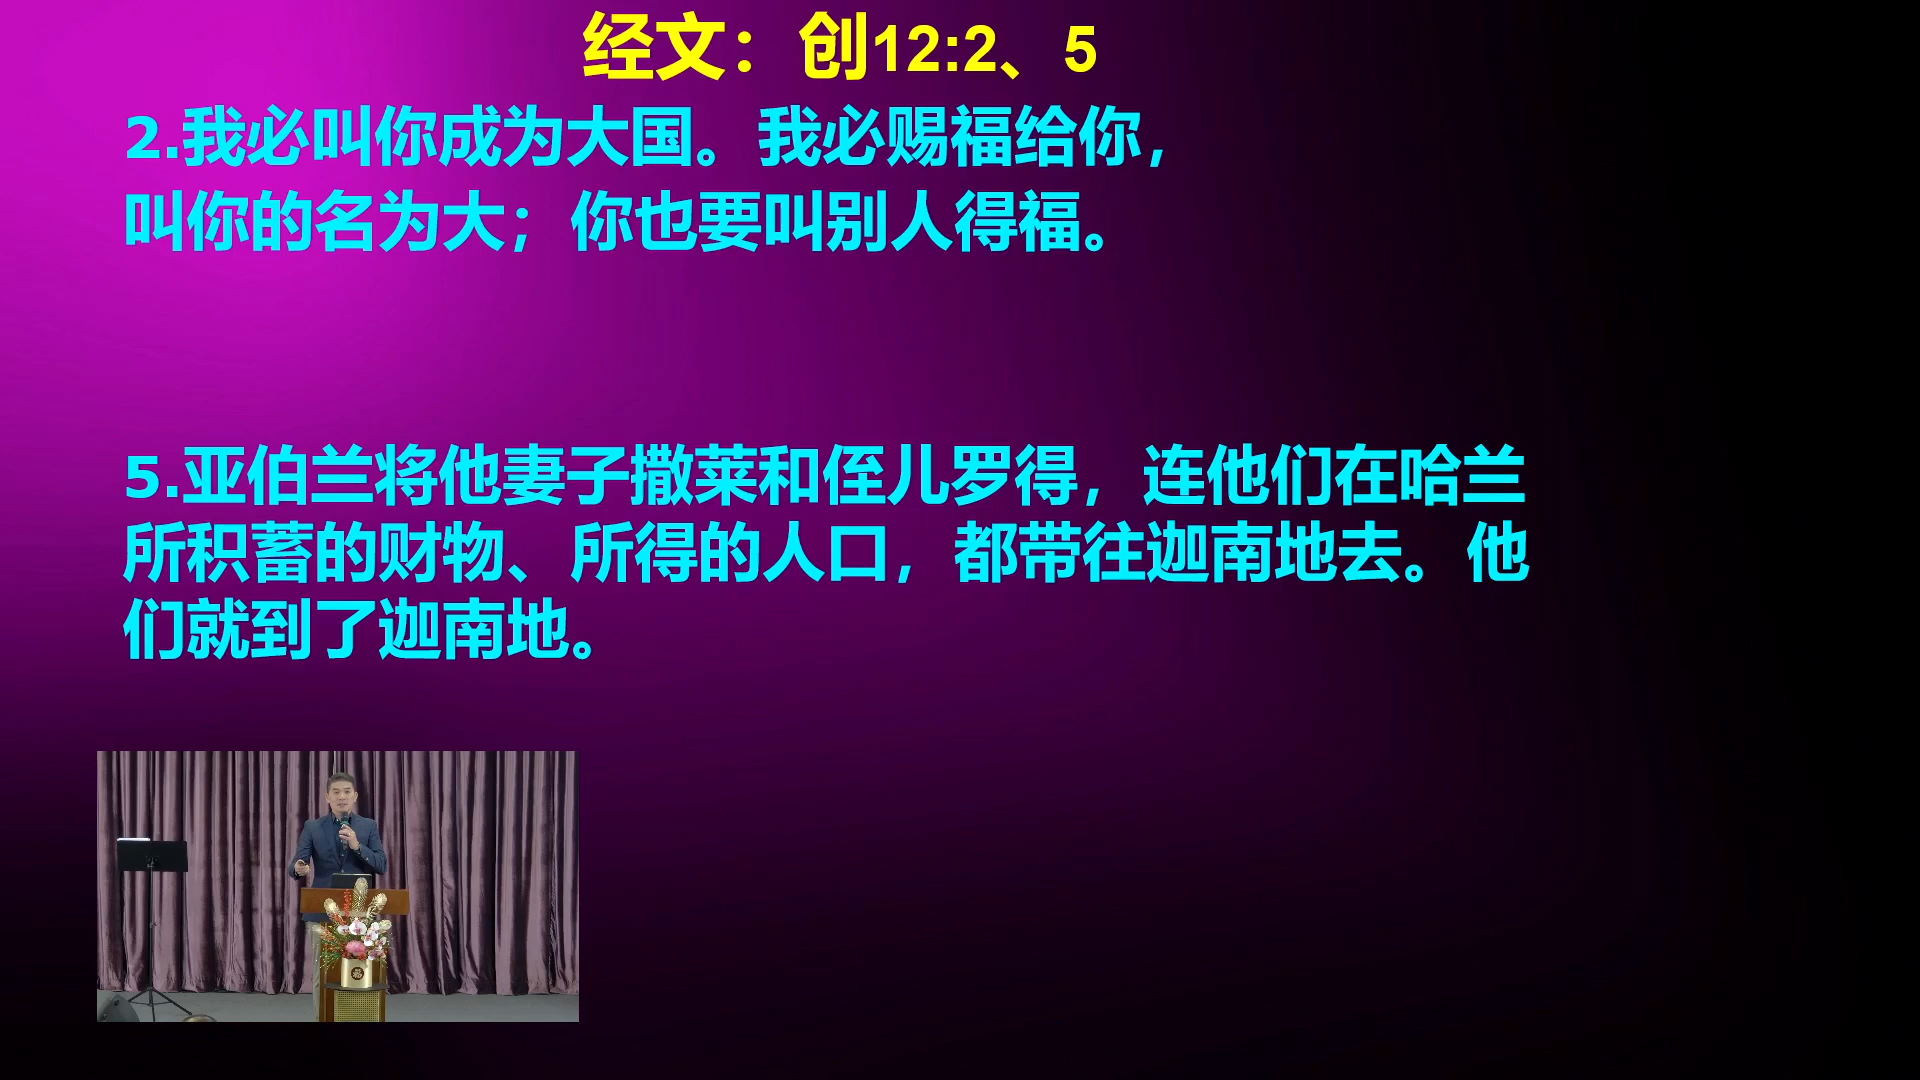 经文：创12:2、5
2.我必叫你成为大国。我必赐福给你，
叫你的名为大；你也要叫别人得福。
5.亚伯兰将他妻子撒莱和侄儿罗得，连他们在哈兰
所积蓄的财物、所得的人口，都带往迦南地去。他
们就到了迦南地。